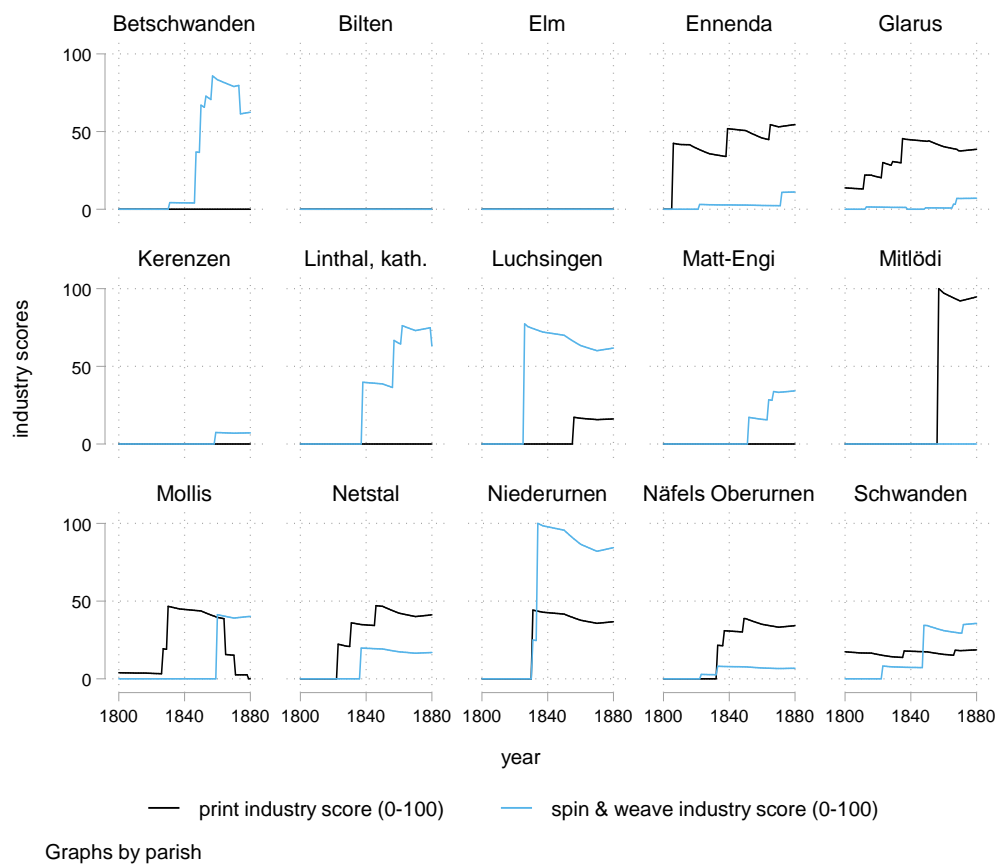 Betschwanden Bilten Elm Ennenda Glarus
100
50
0
Kerenzen Linthal, kath. Luchsingen Matt-Engi Mitlödi
100
50
0
industry scores
Mollis Netstal Niederurnen Näfels Oberurnen Schwanden
100
50
0
1800 1840 1880 1800 1840 1880 1800 1840 1880 1800 1840 1880 1800 1840 1880
year
print industry score (0-100) spin & weave industry score (0-100)
Graphs by parish